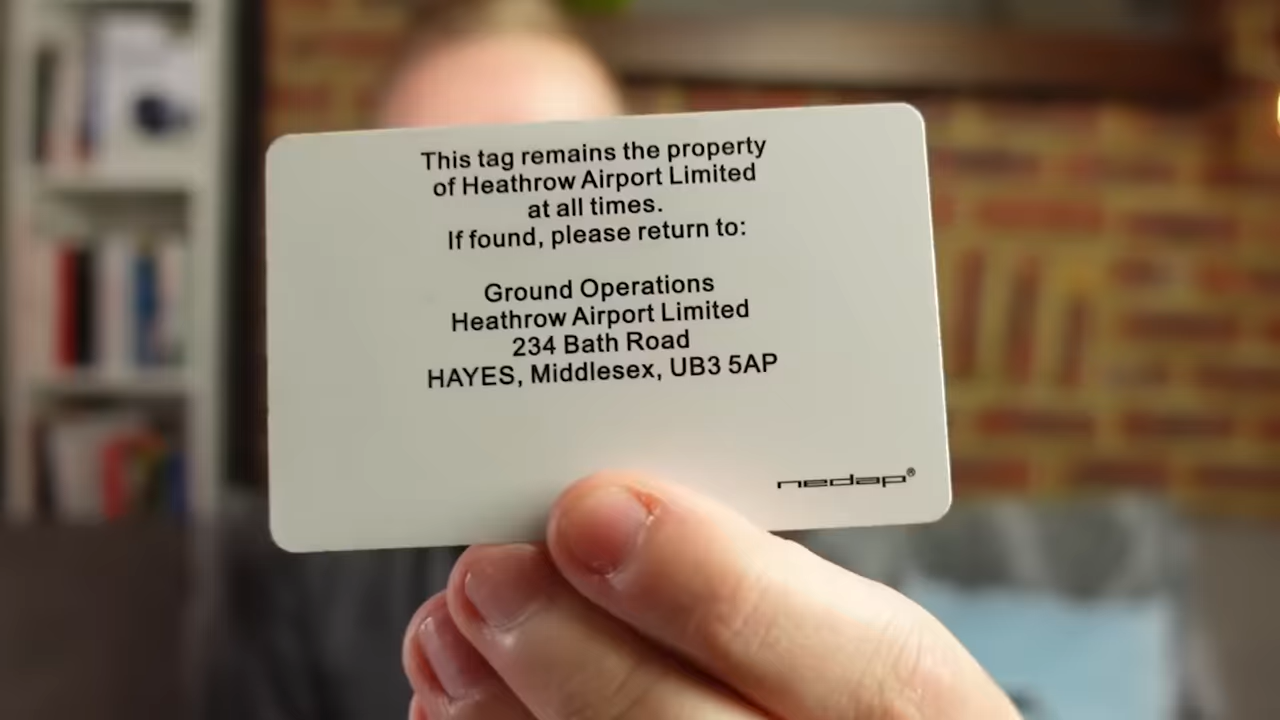 This tag remains the property
of Heathrow Airport Limited
at all times.
If found, please return to:
Ground Operations
Heathrow Airport Limited
234 Bath Road
HAYES, Middlesex, UB3 5AP
nedap®